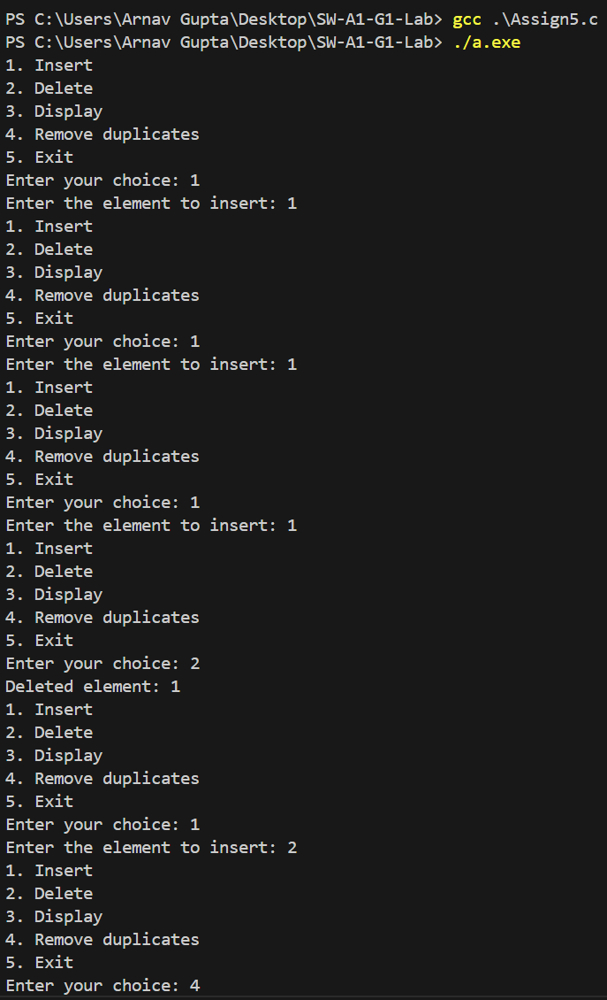 PS C:\Users\Arnav Gupta\Desktop\SW-A1-G1-Lab> gcc .\Assign5.c
PS C:\Users\Arnav Gupta\Desktop\SW-A1-G1-Lab> ./a.exe
1. Insert
2. Delete
3. Display
4. Remove duplicates
5. Exit
Enter your choice: 1
Enter the element to insert: 1
1. Insert
2. Delete
3. Display
4. Remove duplicates
5. Exit
Enter your choice: 1
Enter the element to insert: 1
1. Insert
2. Delete
3. Display
4. Remove duplicates
5. Exit
Enter your choice: 1
Enter the element to insert: 1
1. Insert
2. Delete
3. Display
4. Remove duplicates
5. Exit
Enter your choice: 2
Deleted element: 1
1. Insert
2. Delete
3. Display
4. Remove duplicates
5. Exit
Enter your choice: 1
Enter the element to insert: 2
1. Insert
2. Delete
3. Display
4. Remove duplicates
5. Exit
Enter your choice: 4